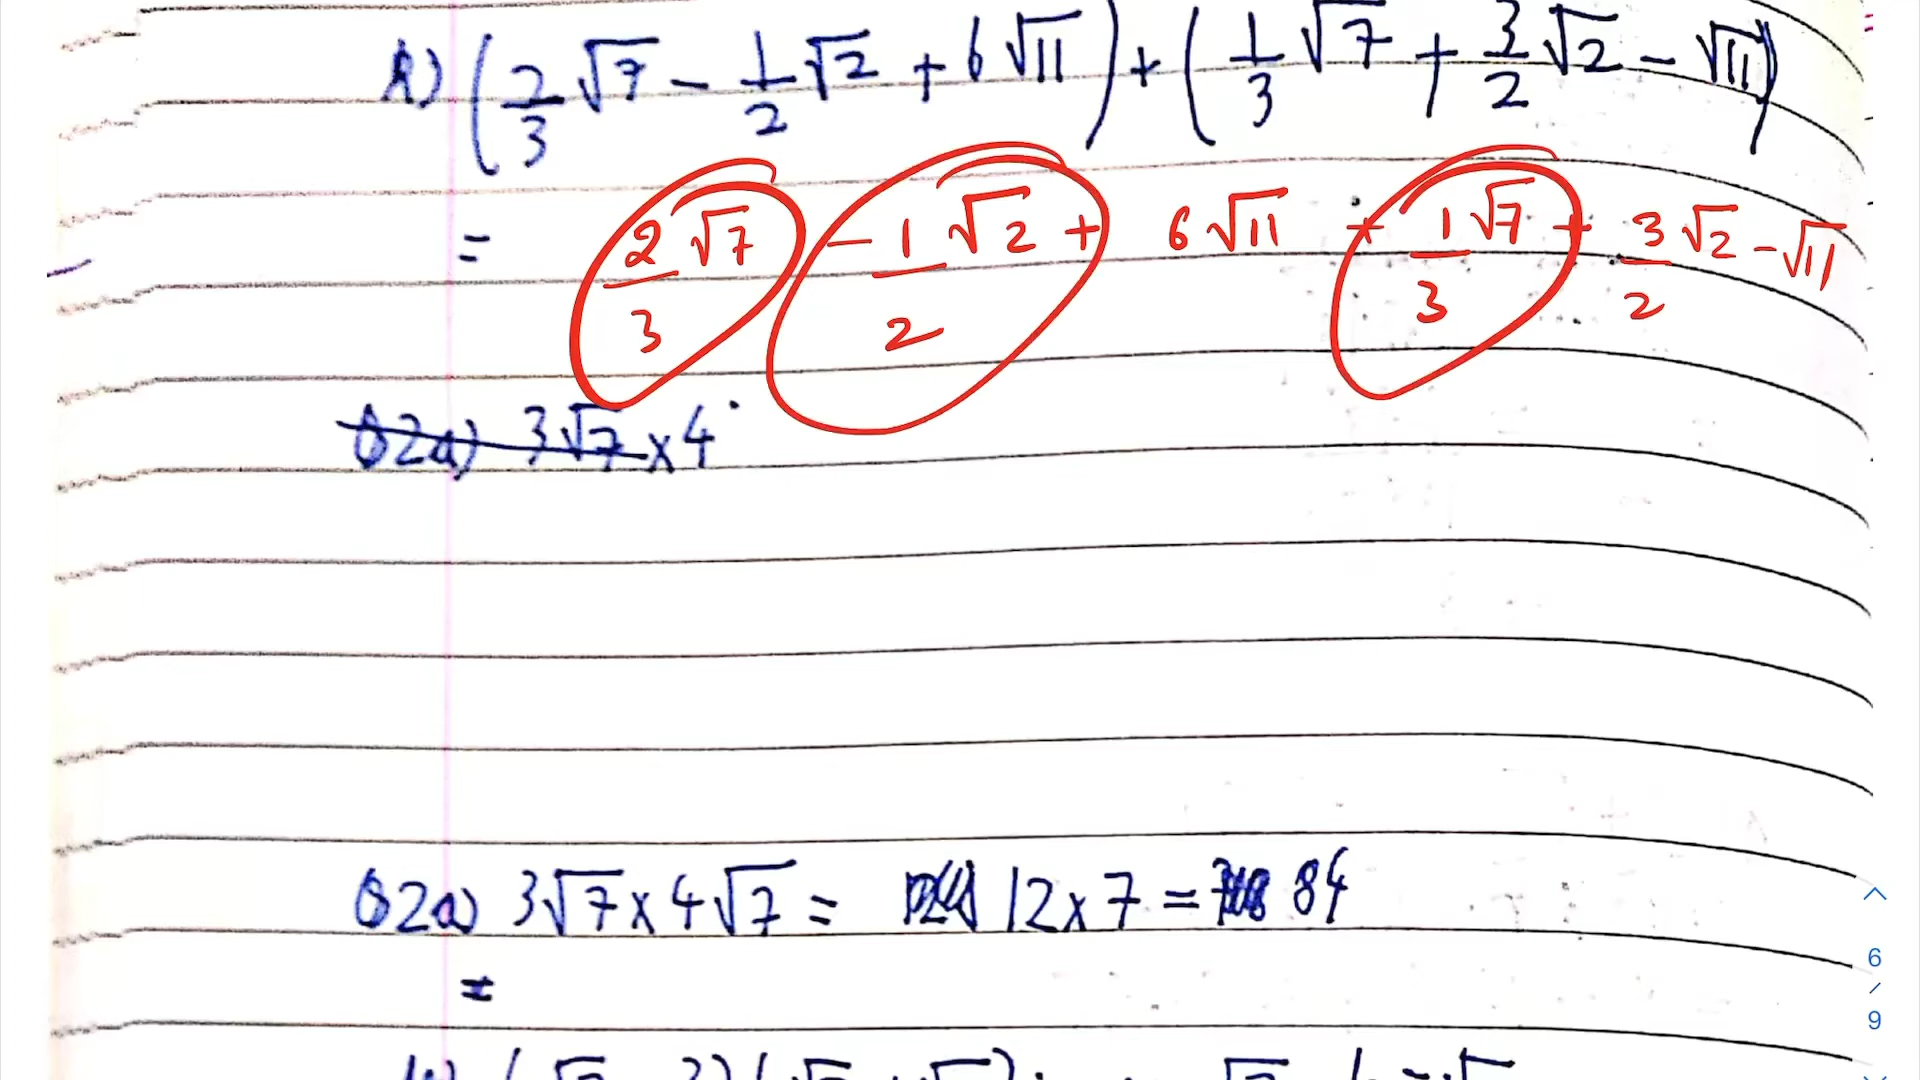 h) (2/3 √7 - 1/2 √2 + 6√11) + (1/3 √7 + 3/2 √2 - √11)
= 2/3 √7 - 1/2 √2 + 6√11 + 1/3 √7 + 3/2 √2 - √11
Q2a) 3√7 x 4
Q2a) 3√7 x 4√7 = 12 x 7 = 84
=
6
/
9